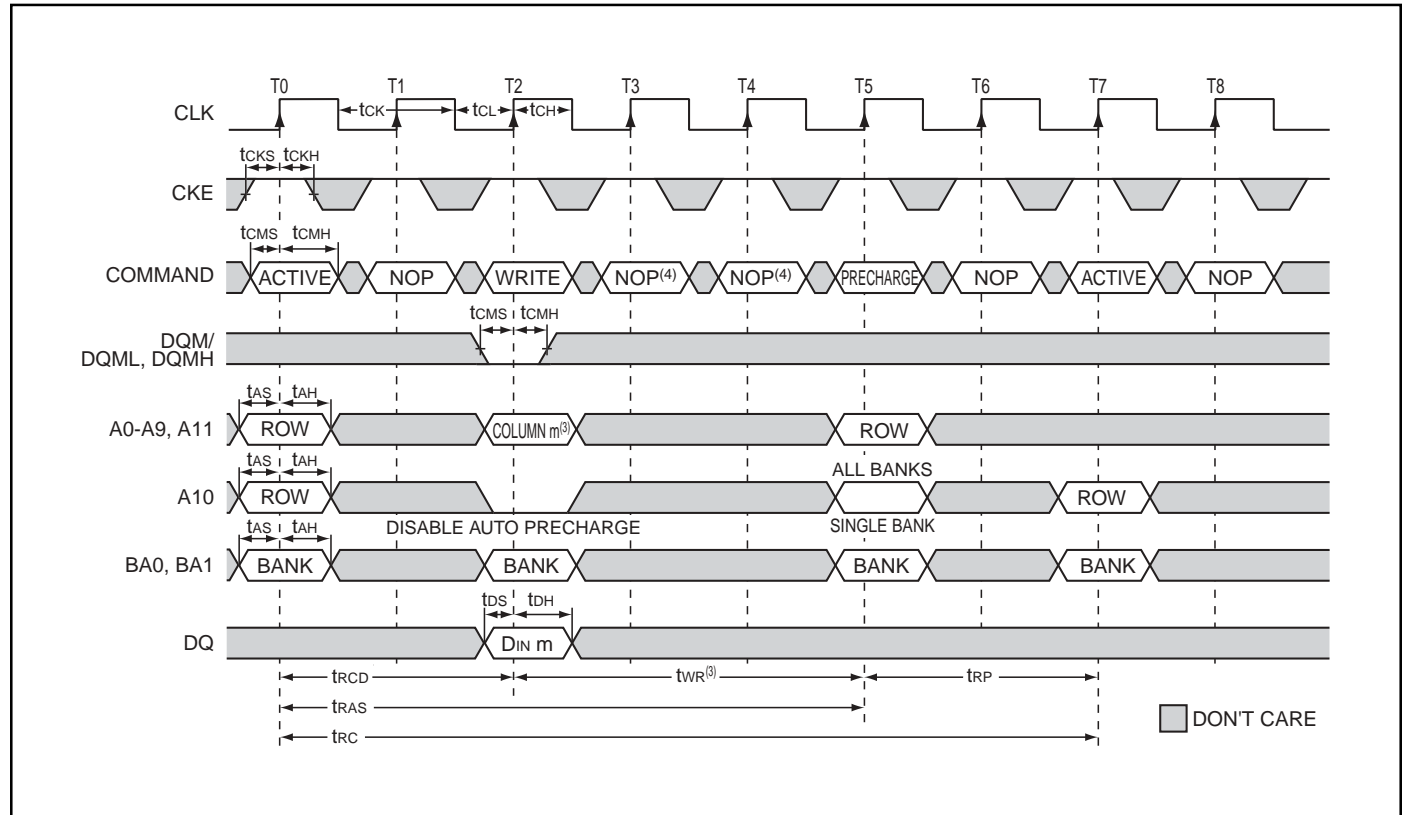 T0 T1 T2 T3 T4 T5 T6 T7 T8
CLK tCK tCL tCH
tCKS tCKH
CKE
tCMS tCMH
COMMAND ACTIVE NOP WRITE NOP(4) NOP(4) PRECHARGE NOP ACTIVE NOP
tCMS tCMH
DQM/
DQML, DQMH
tAS tAH
A0-A9, A11 ROW COLUMN m(3) ROW
tAS tAH ALL BANKS
A10 ROW ROW
tAS tAH DISABLE AUTO PRECHARGE SINGLE BANK
BA0, BA1 BANK BANK BANK BANK
tDS tDH
DQ DIN m
tRCD tWR(3) tRP
tRAS
DON'T CARE
tRC